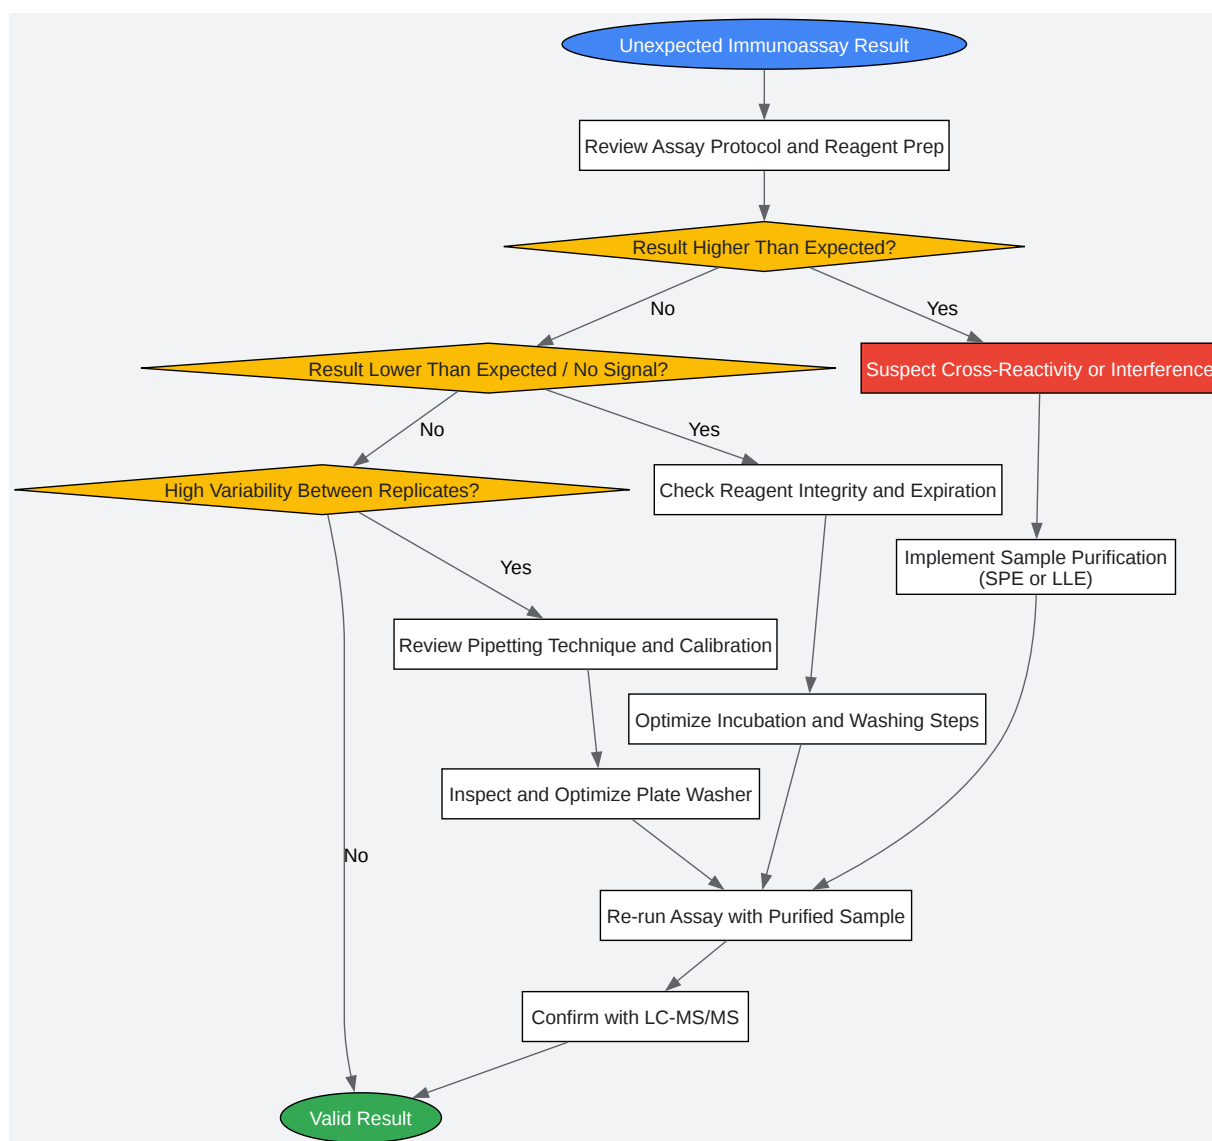 Unexpected Immunoassay Result
Review Assay Protocol and Reagent Prep
Result Higher Than Expected?
No
Yes
Result Lower Than Expected / No Signal?
Suspect Cross-Reactivity or Interference
No
Yes
High Variability Between Replicates?
Check Reagent Integrity and Expiration
Yes
Implement Sample Purification
(SPE or LLE)
Review Pipetting Technique and Calibration
Optimize Incubation and Washing Steps
Inspect and Optimize Plate Washer
No
Re-run Assay with Purified Sample
Confirm with LC-MS/MS
Valid Result